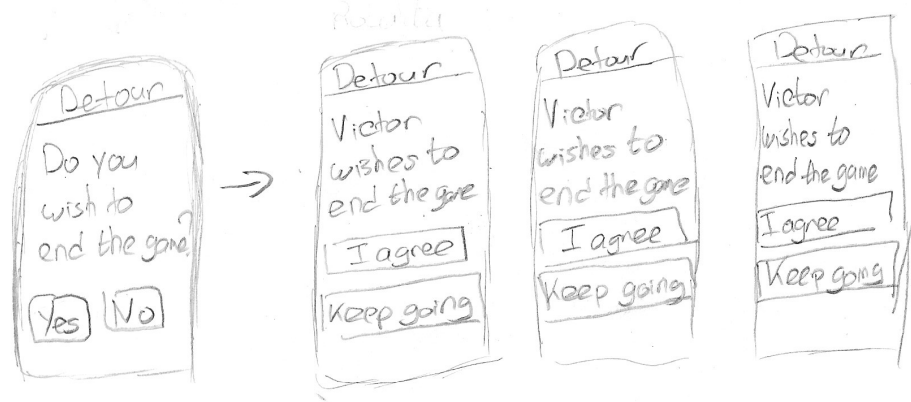 Detour
Do you
wish to
end the game?
Yes
No
Detour
Victor
wishes to
end the game
I agree
Keep going
Detour
Victor
wishes to
end the game
I agree
Keep going
Detour
Victor
wishes to
end the game
I agree
Keep going